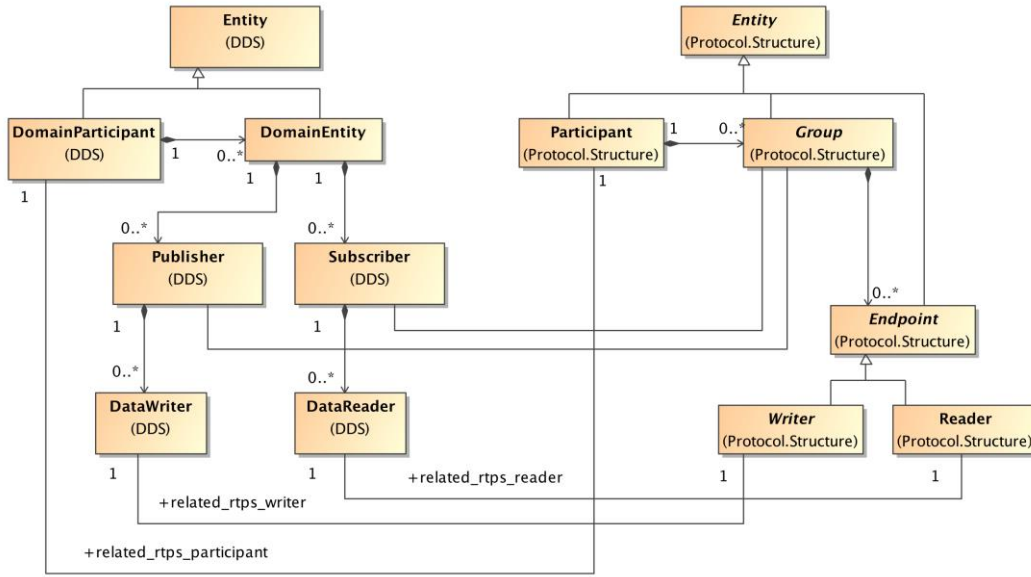 Entity
(DDS)
Entity
(Protocol.Structure)
DomainParticipant
(DDS)
1
0..*
DomainEntity
(DDS)
Participant
(Protocol.Structure)
1
0..*
Group
(Protocol.Structure)
1
1
1
1
0..*
0..*
Publisher
(DDS)
Subscriber
(DDS)
0..*
Endpoint
(Protocol.Structure)
1
1
0..*
0..*
DataWriter
(DDS)
DataReader
(DDS)
Writer
(Protocol.Structure)
Reader
(Protocol.Structure)
1
1
1
1
+related_rtps_reader
+related_rtps_writer
+related_rtps_participant